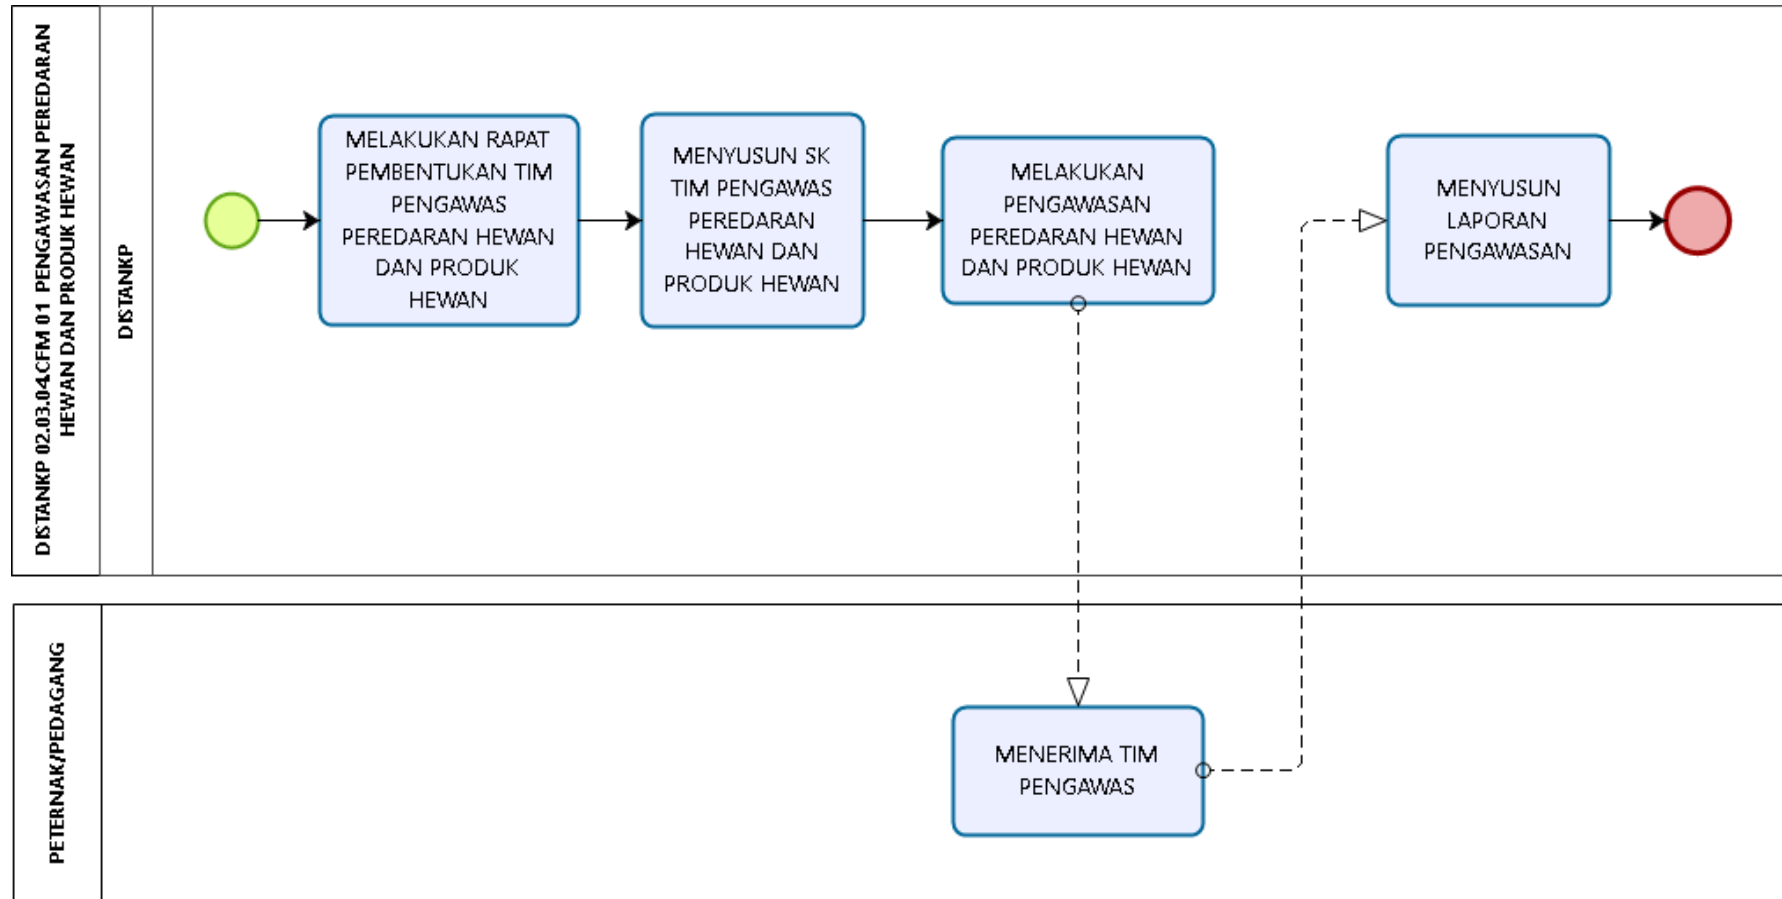 DISTANKP 02.03.04.CFM 01 PENGAWASAN PEREDARAN
HEWAN DAN PRODUK HEWAN
DISTANKP
MELAKUKAN RAPAT
PEMBENTUKAN TIM
PENGAWAS
PEREDARAN HEWAN
DAN PRODUK
HEWAN
MENYUSUN SK
TIM PENGAWAS
PEREDARAN
HEWAN DAN
PRODUK HEWAN
MELAKUKAN
PENGAWASAN
PEREDARAN HEWAN
DAN PRODUK HEWAN
MENYUSUN
LAPORAN
PENGAWASAN
PETERNAK/PEDAGANG
MENERIMA TIM
PENGAWAS